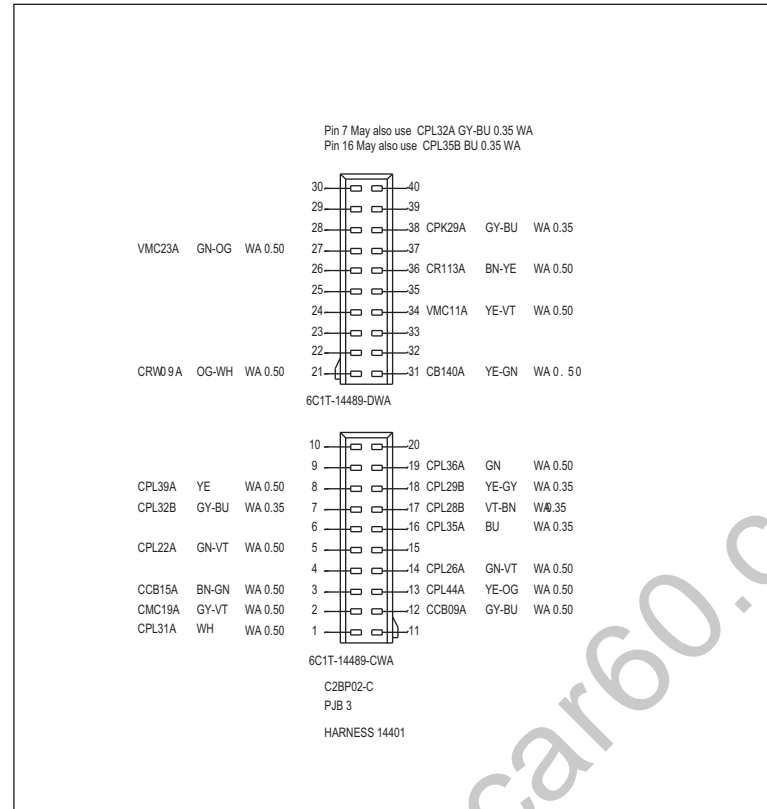 Pin 7 May also use CPL32A GY-BU 0.35 WA
Pin 16 May also use CPL35B BU 0.35 WA
30 40
29 39
28 38 CPK29A GY-BU WA 0.35
VMC23A GN-OG WA 0.50 27 37
26 36 CR113A BN-YE WA 0.50
25 35
24 34 VMC11A YE-VT WA 0.50
23 33
22 32
CRW09A OG-WH WA 0.50 21 31 CB140A YE-GN WA 0.50
6C1T-14489-DWA
10 20
9 19 CPL36A GN WA 0.50
CPL39A YE WA 0.50 8 18 CPL29B YE-GY WA 0.35
CPL32B GY-BU WA 0.35 7 17 CPL28B VT-BN WA0.35
6 16 CPL35A BU WA 0.35
CPL22A GN-VT WA 0.50 5 15
4 14 CPL26A GN-VT WA 0.50
CCB15A BN-GN WA 0.50 3 13 CPL44A YE-OG WA 0.50
CMC19A GY-VT WA 0.50 2 12 CCB09A GY-BU WA 0.50
CPL31A WH WA 0.50 1 11
6C1T-14489-CWA
C2BP02-C
PJB 3
HARNESS 14401
car60.c